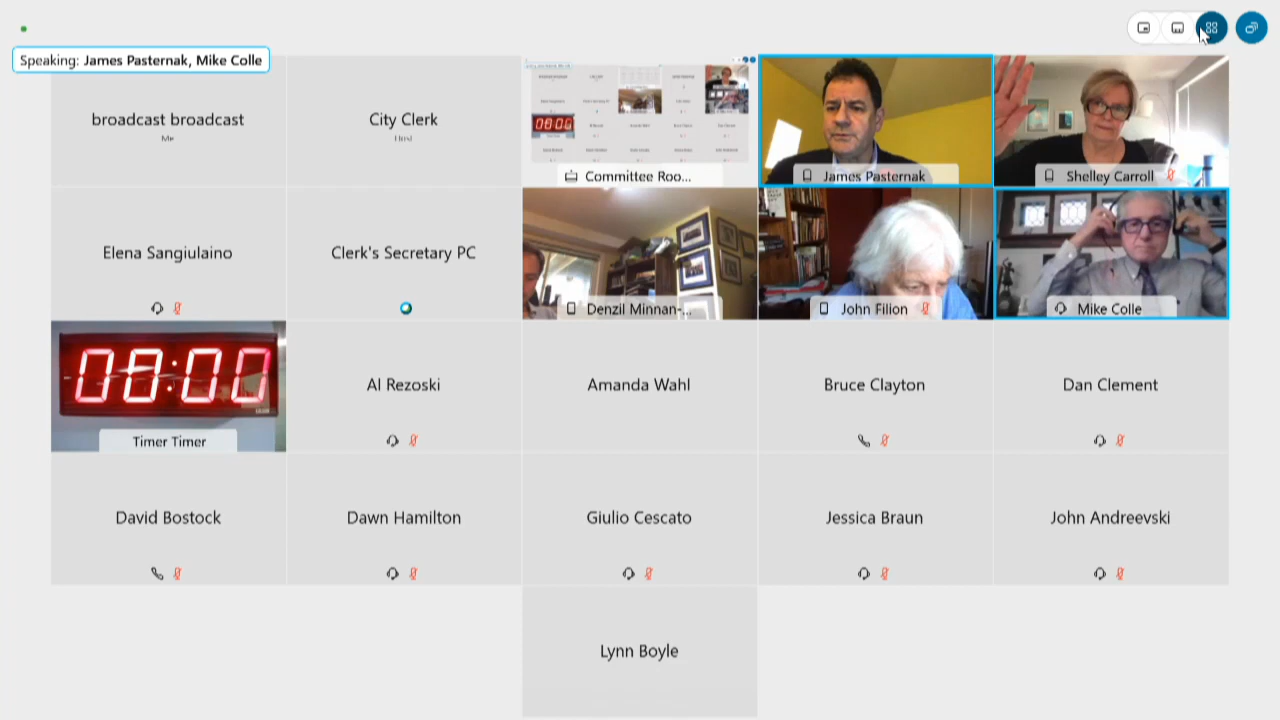 Speaking: James Pasternak, Mike Colle
broadcast broadcast
Me
City Clerk
Host
Committee Roo...
James Pasternak
Shelley Carroll
Elena Sangiulaino
Clerk's Secretary PC
Denzil Minnan-...
John Filion
Mike Colle
08:00
Timer Timer
Al Rezoski
Amanda Wahl
Bruce Clayton
Dan Clement
David Bostock
Dawn Hamilton
Giulio Cescato
Jessica Braun
John Andreevski
Lynn Boyle